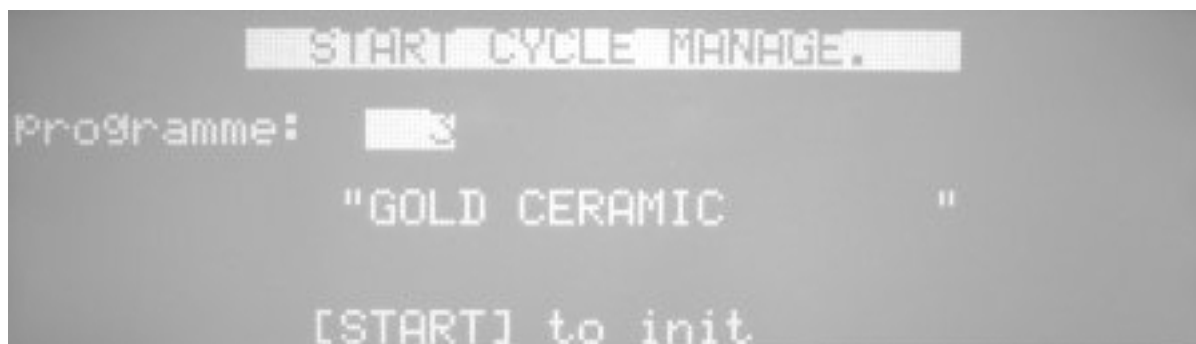 START CYCLE MANAGE.
Programme: 3
"GOLD CERAMIC "
[START] to init